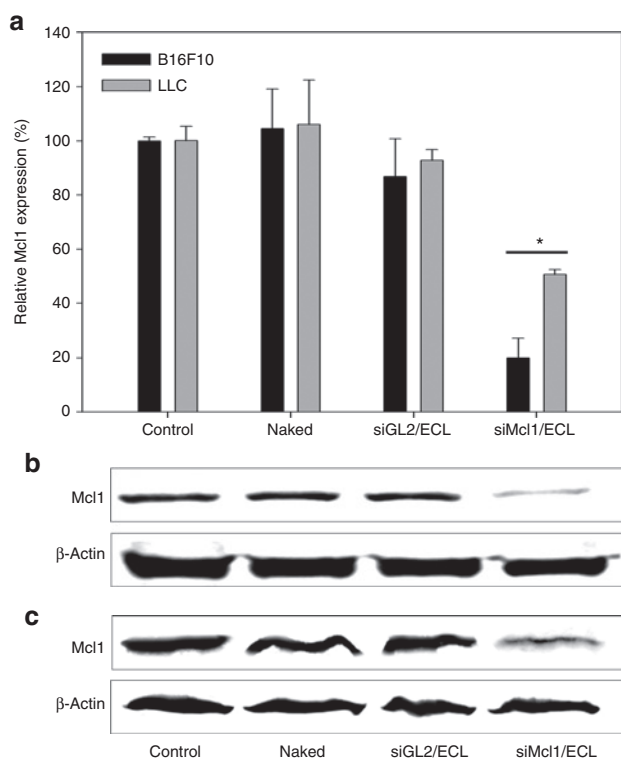 a
140
120
100
80
60
40
20
0
Relative Mcl1 expression (%)
B16F10
LLC
*
Control Naked siGL2/ECL siMcl1/ECL
b
Mcl1
β-Actin
c
Mcl1
β-Actin
Control Naked siGL2/ECL siMcl1/ECL